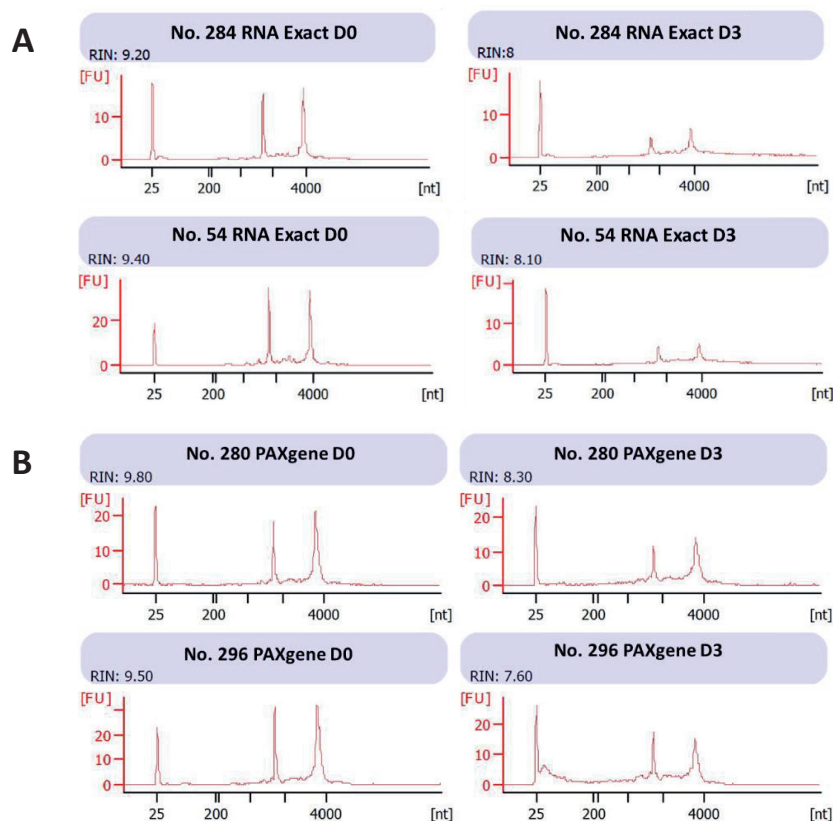 A
No. 284 RNA Exact D0
RIN: 9.20
[FU]
10
0
25 200 4000 [nt]
No. 284 RNA Exact D3
RIN:8
[FU]
10
0
25 200 4000 [nt]
No. 54 RNA Exact D0
RIN: 9.40
[FU]
20
0
25 200 4000 [nt]
No. 54 RNA Exact D3
RIN: 8.10
[FU]
10
0
25 200 4000 [nt]
B
No. 280 PAXgene D0
RIN: 9.80
[FU]
20
10
0
25 200 4000 [nt]
No. 280 PAXgene D3
RIN: 8.30
[FU]
20
10
0
25 200 4000 [nt]
No. 296 PAXgene D0
RIN: 9.50
[FU]
20
10
0
25 200 4000 [nt]
No. 296 PAXgene D3
RIN: 7.60
[FU]
20
10
0
25 200 4000 [nt]